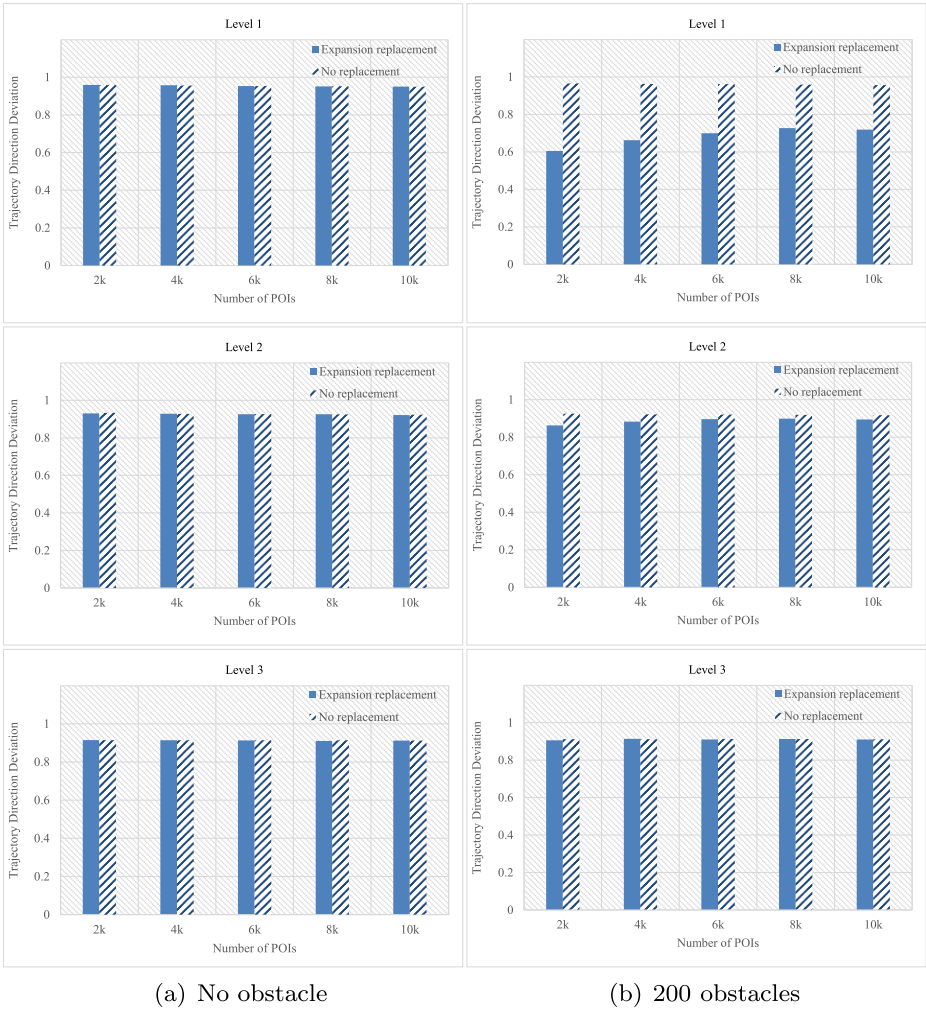 Level 1
Expansion replacement
No replacement
Trajectory Direction Deviation
1
0.8
0.6
0.4
0.2
0
2k 4k 6k 8k 10k
Number of POIs
Level 1
Expansion replacement
No replacement
Trajectory Direction Deviation
1
0.8
0.6
0.4
0.2
0
2k 4k 6k 8k 10k
Number of POIs
Level 2
Expansion replacement
No replacement
Trajectory Direction Deviation
1
0.8
0.6
0.4
0.2
0
2k 4k 6k 8k 10k
Number of POIs
Level 2
Expansion replacement
No replacement
Trajectory Direction Deviation
1
0.8
0.6
0.4
0.2
0
2k 4k 6k 8k 10k
Number of POIs
Level 3
Expansion replacement
No replacement
Trajectory Direction Deviation
1
0.8
0.6
0.4
0.2
0
2k 4k 6k 8k 10k
Number of POIs
Level 3
Expansion replacement
No replacement
Trajectory Direction Deviation
1
0.8
0.6
0.4
0.2
0
2k 4k 6k 8k 10k
Number of POIs
(a) No obstacle
(b) 200 obstacles